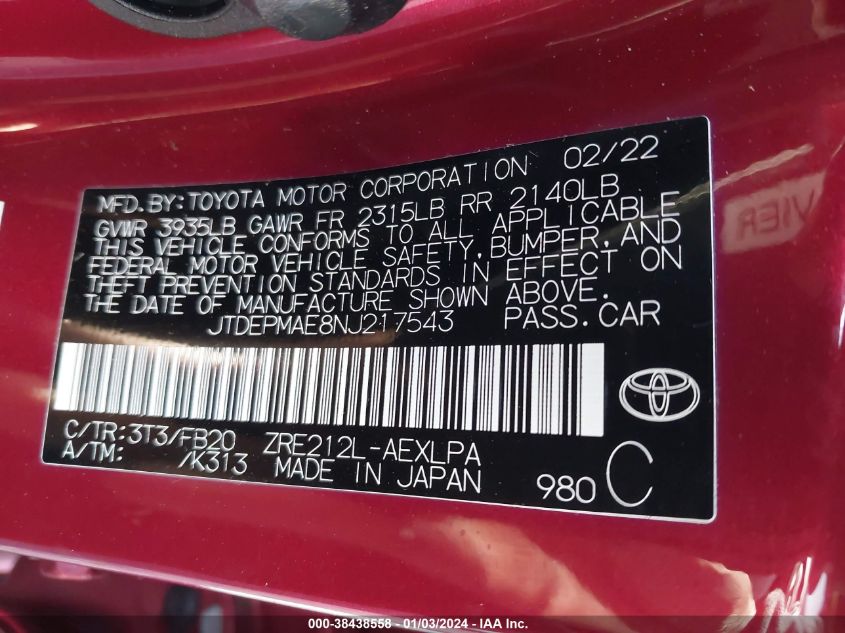 MFD.BY:TOYOTA MOTOR CORPORATION 02/22
GVWR 3935LB GAWR FR 2315LB RR 2140LB
THIS VEHICLE CONFORMS TO ALL APPLICABLE
FEDERAL MOTOR VEHICLE SAFETY,BUMPER,AND
THEFT PREVENTION STANDARDS IN EFFECT ON
THE DATE OF MANUFACTURE SHOWN ABOVE.
JTDEPMAE8NJ217543 PASS.CAR
C/TR:3T3/FB20 ZRE212L-AEXLPA
A/TM: /K313 MADE IN JAPAN 980 C
VIER
000-38438558 - 01/03/2024 - IAA Inc.